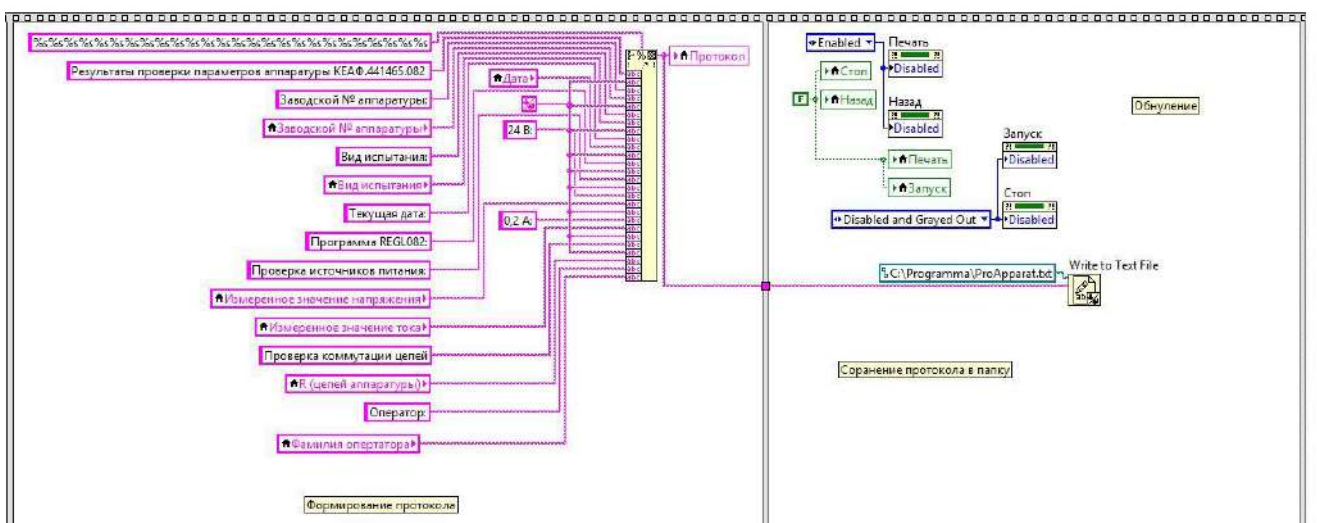 %s%s%s%s%s%s%s%s%s%s%s%s%s%s%s%s%s%s%s%s%s%s%s%s
Результаты проверки параметров аппаратуры КЕАФ.441465.082
Заводской № аппаратуры:
Заводской № аппаратуры
Вид испытания:
Вид испытания
Текущая дата:
Программа REGL082:
Проверка источников питания:
Измеренное значение напряжения
Измеренное значение тока
Проверка коммутации цепей
R (цепей аппаратуры)
Оператор:
Фамилия опертатора
Дата
24 В:
0,2 А:
Протокол
Формирование протокола
Enabled
Печать
Disabled
Стоп
Назад
F
Назад
Disabled
Обнуление
Запуск
Disabled
Печать
Запуск
Стоп
Disabled and Grayed Out
Disabled
C:\Programma\ProApparat.txt
Write to Text File
Соранение протокола в папку